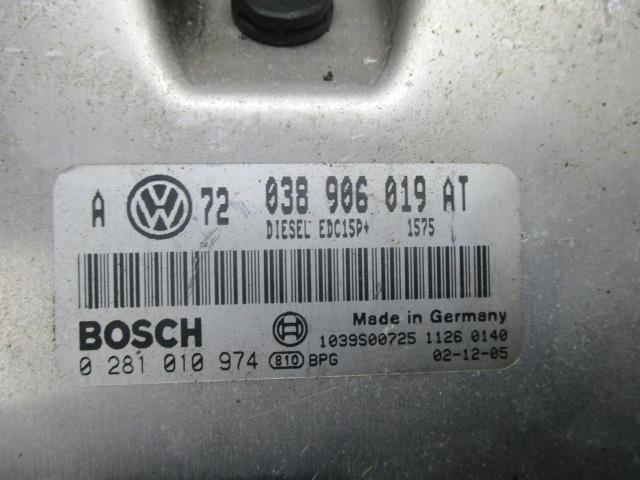 A VW 72 038 906 019 AT
DIESEL EDC15P+ 1575
BOSCH Made in Germany
1039S00725 1126 0140
0 281 010 974 810 BPG 02-12-05